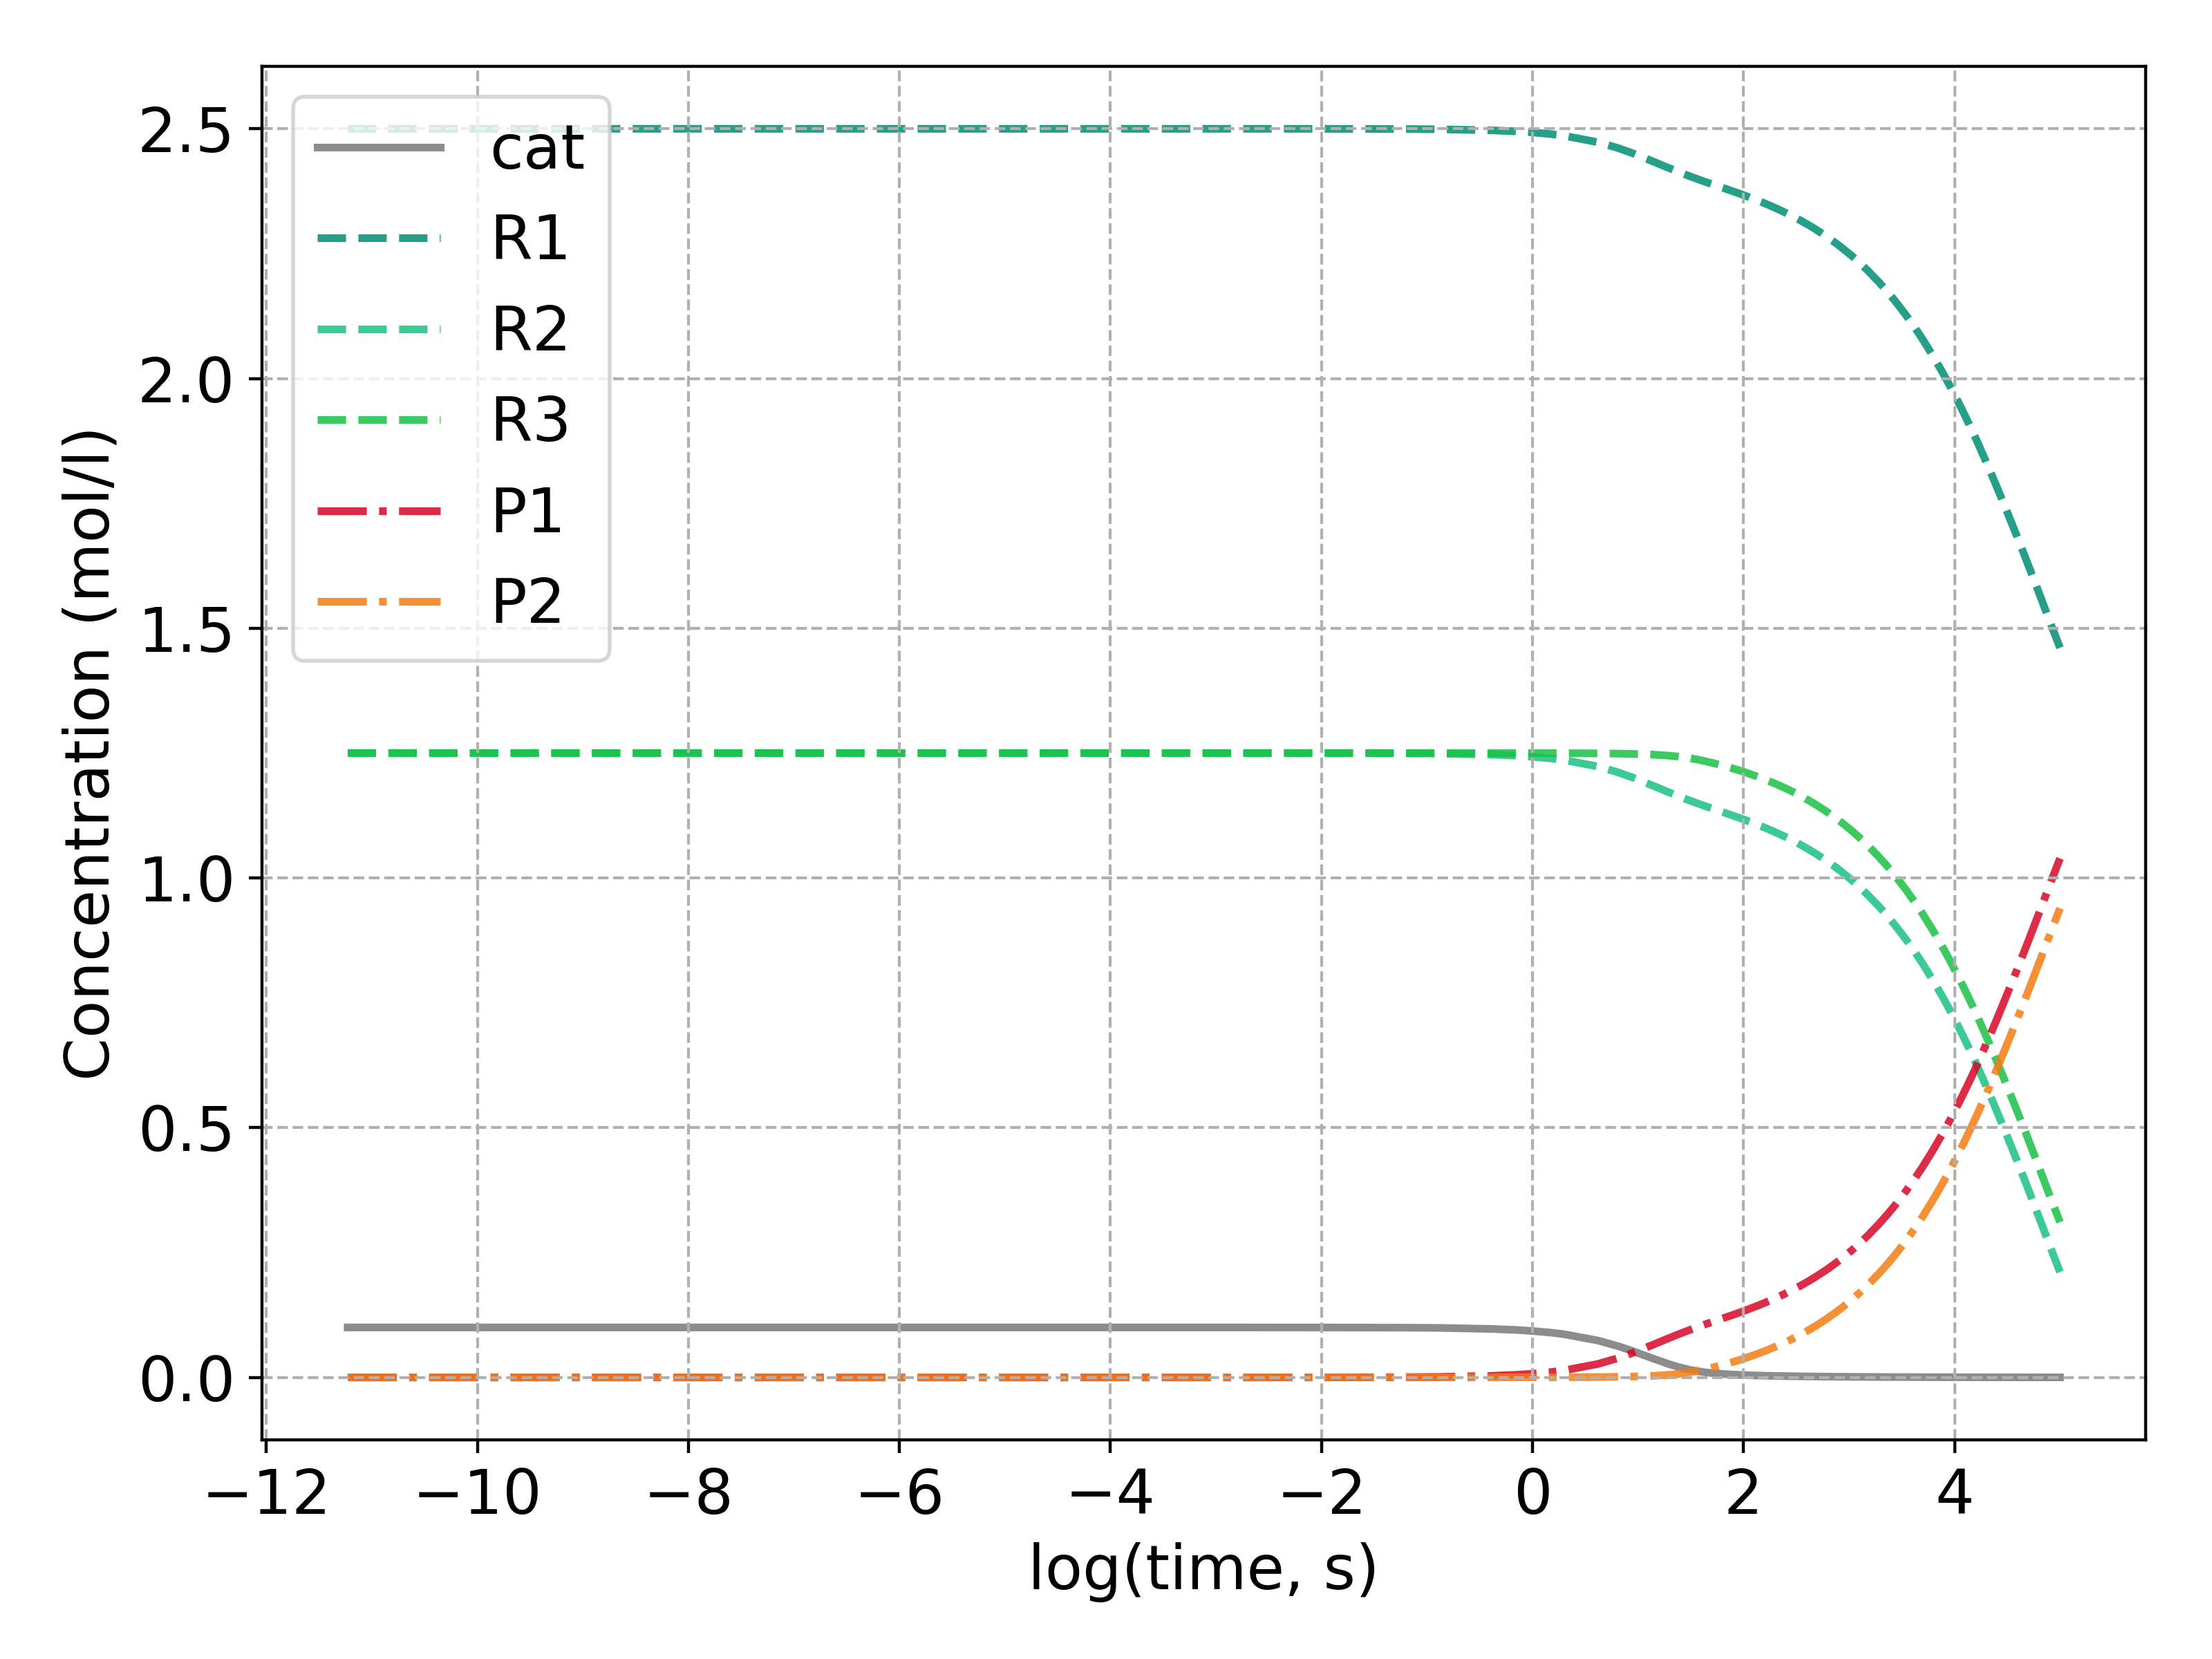 Concentration (mol/l)
2.5
2.0
1.5
1.0
0.5
0.0
cat
R1
R2
R3
P1
P2
−12 −10 −8 −6 −4 −2 0 2 4
log(time, s)